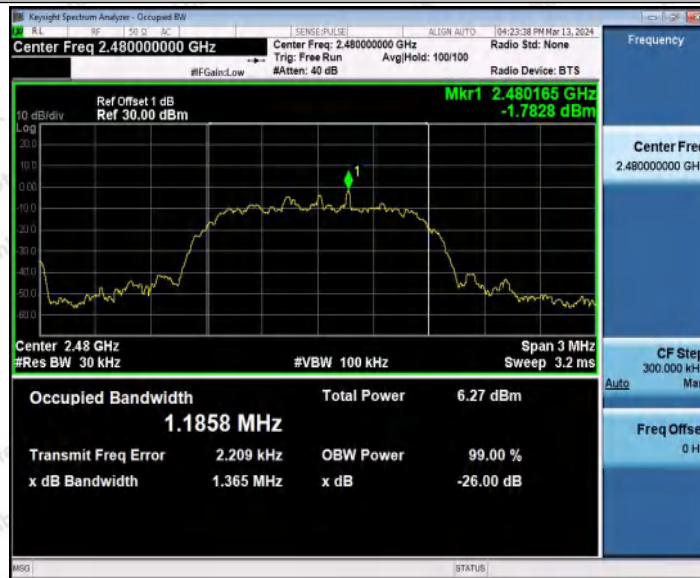 Keysight Spectrum Analyzer - Occupied BW
RL RF 50 Ω AC SENSE:PULSE ALIGN AUTO 04:23:38 PM Mar 13, 2024
Center Freq 2.480000000 GHz
Center Freq: 2.480000000 GHz
Radio Std: None
Trig: Free Run Avg|Hold: 100/100
#IFGain:Low #Atten: 40 dB Radio Device: BTS
Frequency
Ref Offset 1 dB
Mkr1 2.480165 GHz
10 dB/div Ref 30.00 dBm
-1.7828 dBm
Log
20.0
10.0
0.00
1
-10.0
-20.0
-30.0
-40.0
-50.0
-60.0
Center Fre
2.480000000 GH
Center 2.48 GHz Span 3 MHz
#Res BW 30 kHz #VBW 100 kHz Sweep 3.2 ms
CF Ste
300.000 kH
Auto Ma
Occupied Bandwidth Total Power 6.27 dBm
1.1858 MHz
Transmit Freq Error 2.209 kHz OBW Power 99.00 %
x dB Bandwidth 1.365 MHz x dB -26.00 dB
Freq Offse
0 H
MSG STATUS